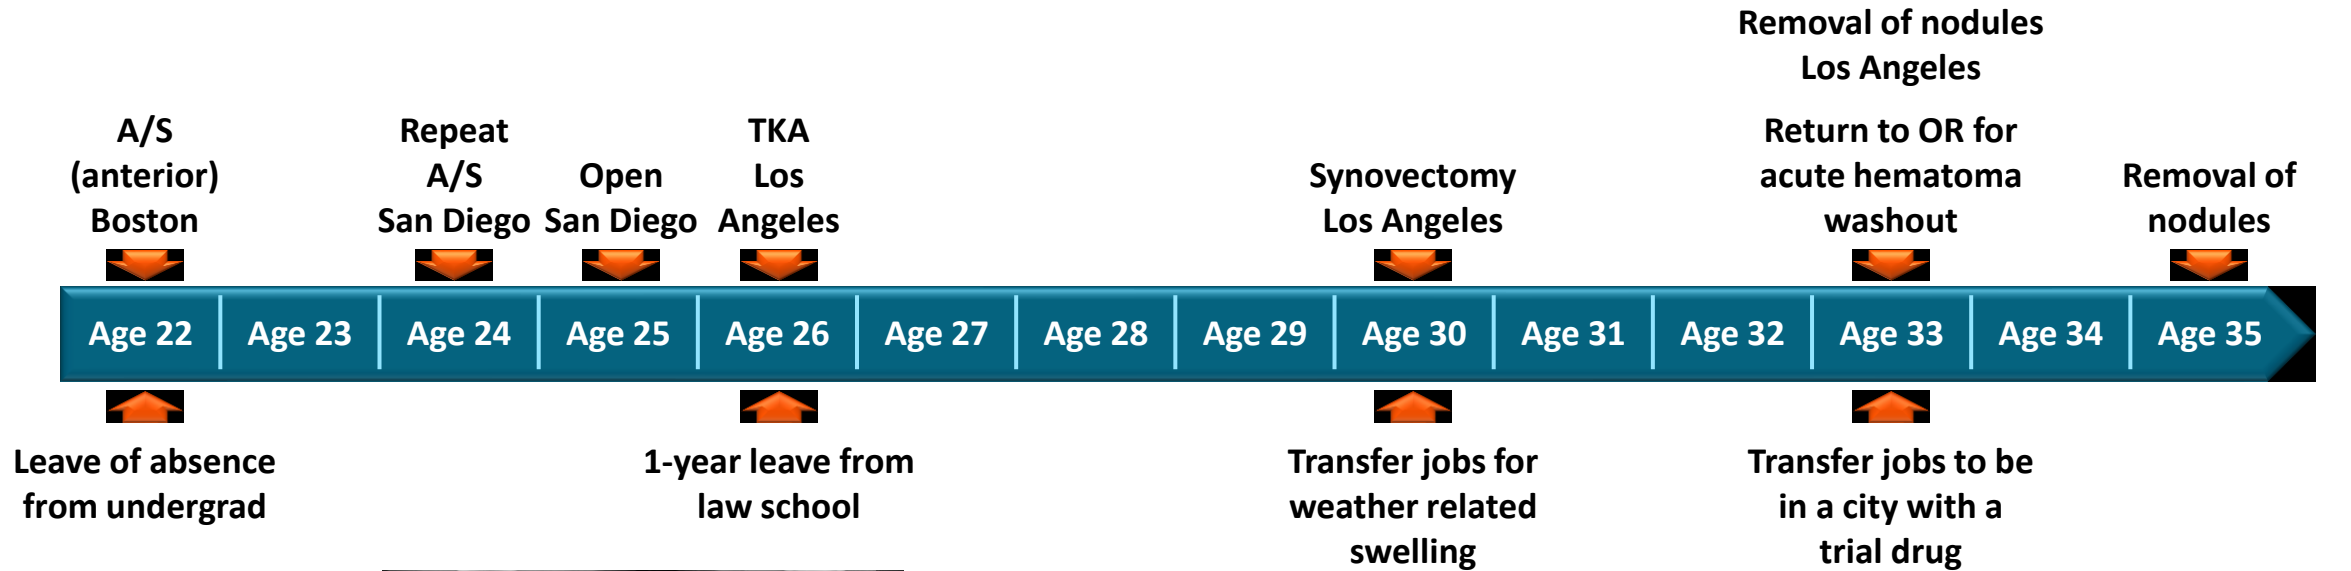 A/S
(anterior)
Boston
Repeat
A/S
San Diego
Open
San Diego
TKA
Los
Angeles
Synovectomy
Los Angeles
Removal of nodules
Los Angeles
Return to OR for
acute hematoma
washout
Removal of
nodules
Age 22
Age 23
Age 24
Age 25
Age 26
Age 27
Age 28
Age 29
Age 30
Age 31
Age 32
Age 33
Age 34
Age 35
Leave of absence
from undergrad
1-year leave from
law school
Transfer jobs for
weather related
swelling
Transfer jobs to be
in a city with a
trial drug